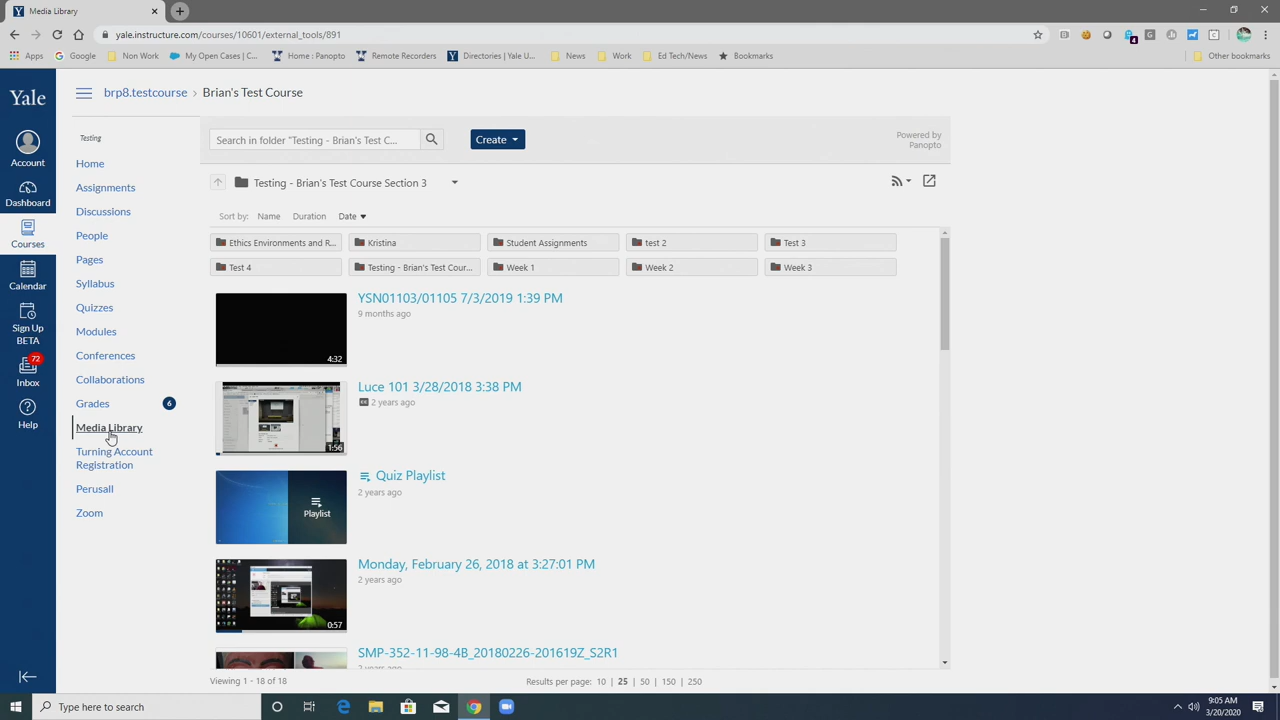 Media Library
yale.instructure.com/courses/10601/external_tools/891
Apps
Google
Non Work
My Open Cases | C...
Home : Panopto
Remote Recorders
Directories | Yale U...
News
Work
Ed Tech/News
Bookmarks
Other bookmarks
Yale
Account
Dashboard
Courses
Calendar
Sign Up
BETA
72
Inbox
Help
brp8.testcourse › Brian's Test Course
Testing
Home
Assignments
Discussions
People
Pages
Syllabus
Quizzes
Modules
Conferences
Collaborations
Grades 6
Media Library
Turning Account
Registration
Perusall
Zoom
Search in folder "Testing - Brian's Test C...
Create
Powered by
Panopto
Testing - Brian's Test Course Section 3
Sort by: Name Duration Date
Ethics Environments and R... Kristina Student Assignments test 2 Test 3
Test 4 Testing - Brian's Test Cour... Week 1 Week 2 Week 3
YSN01103/01105 7/3/2019 1:39 PM
9 months ago
4:32
Luce 101 3/28/2018 3:38 PM
2 years ago
1:56
Quiz Playlist
2 years ago
Playlist
Monday, February 26, 2018 at 3:27:01 PM
2 years ago
0:57
SMP-352-11-98-4B_20180226-201619Z_S2R1
2 years ago
Viewing 1 - 18 of 18
Results per page: 10 | 25 | 50 | 150 | 250
Type here to search
9:05 AM
3/20/2020